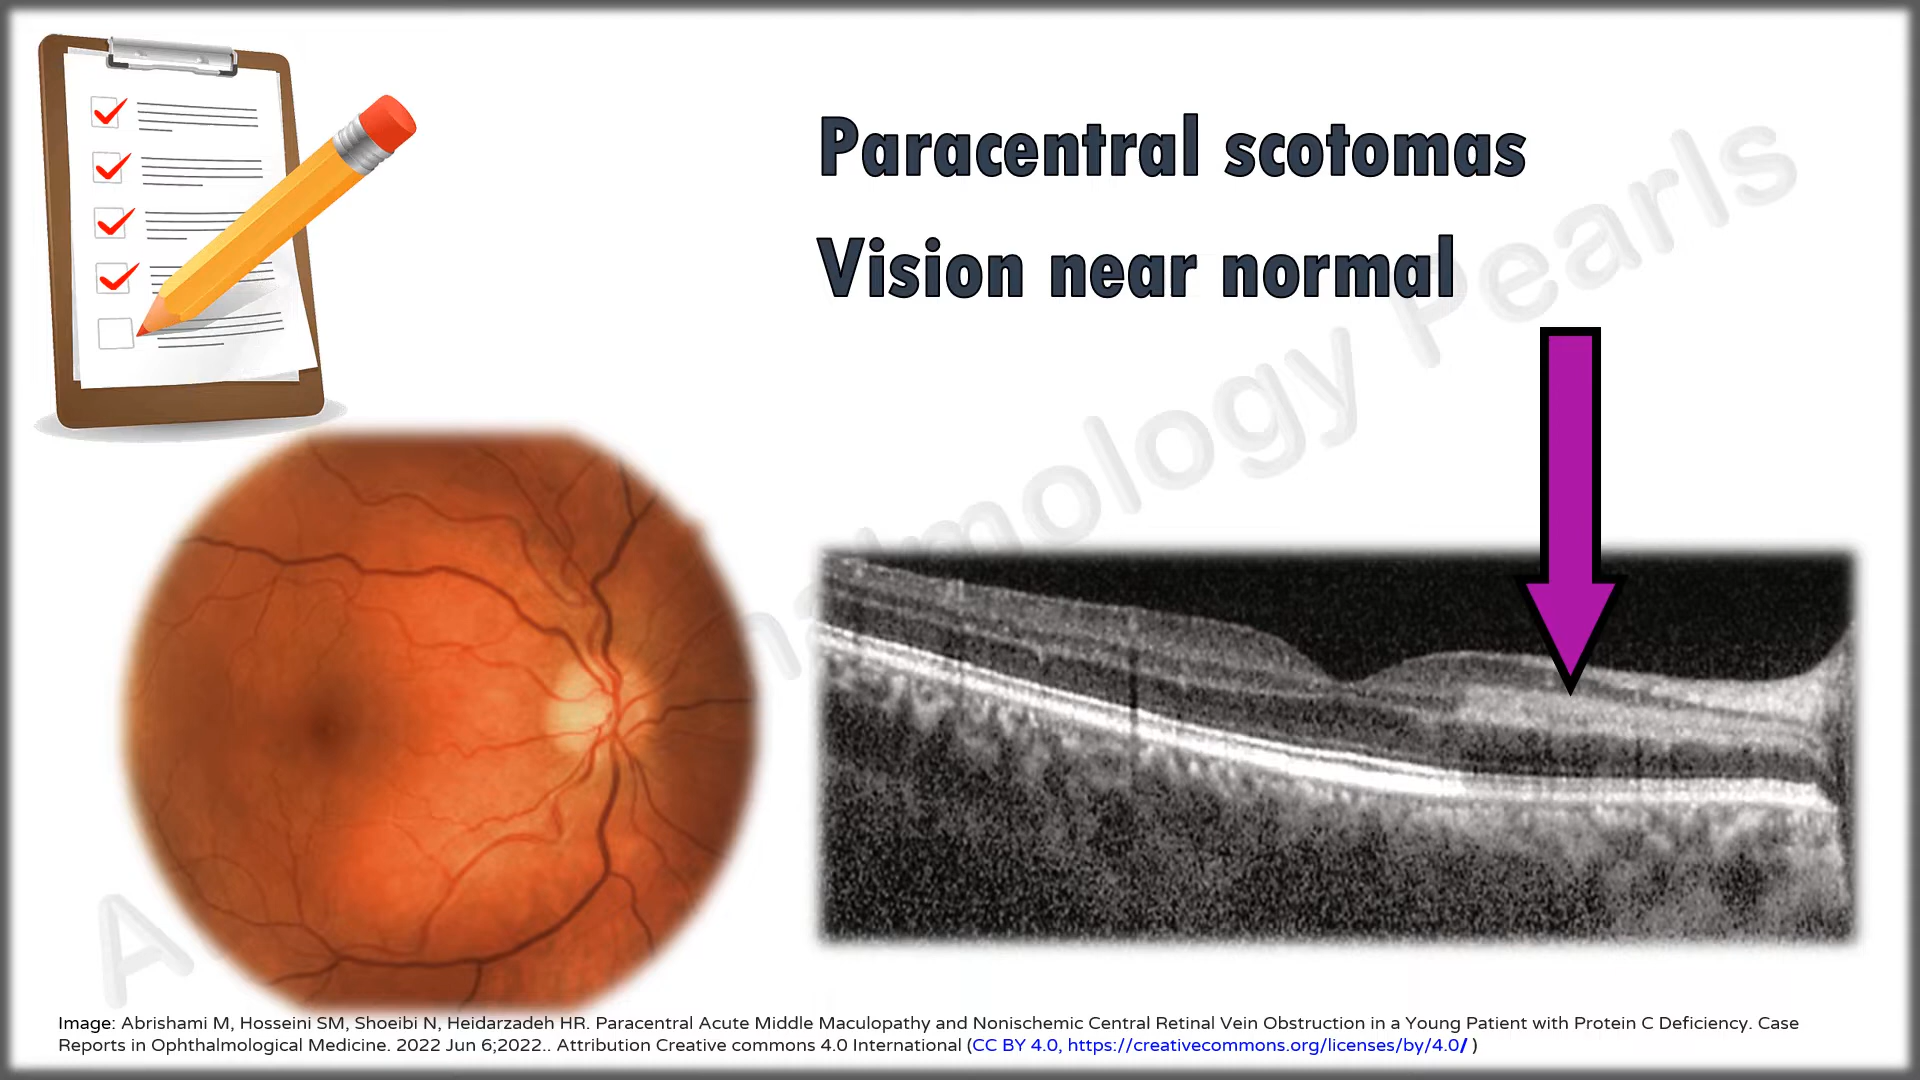 Paracentral scotomas
Vision near normal
Ophthalmology Pearls
Image: Abrishami M, Hosseini SM, Shoeibi N, Heidarzadeh HR. Paracentral Acute Middle Maculopathy and Nonischemic Central Retinal Vein Obstruction in a Young Patient with Protein C Deficiency. Case
Reports in Ophthalmological Medicine. 2022 Jun 6;2022.. Attribution Creative commons 4.0 International (CC BY 4.0, https://creativecommons.org/licenses/by/4.0/ )